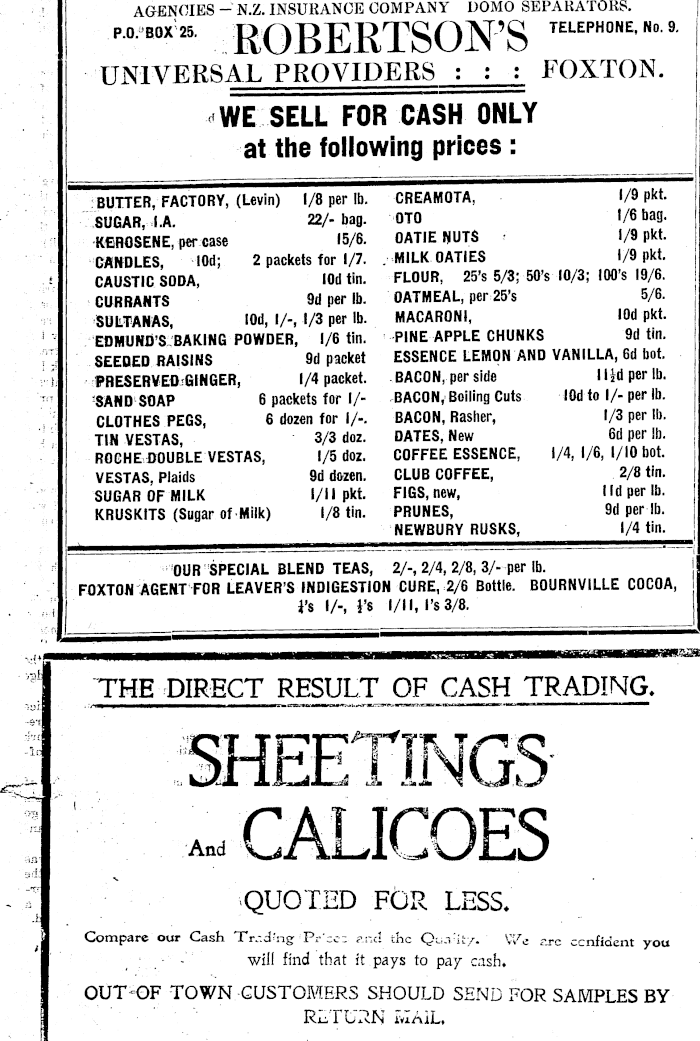 AGENCIES — N.Z. INSURANCE COMPANY DOMO SEPARATORS.
P.O. BOX 25. ROBERTSON'S TELEPHONE, No. 9.
UNIVERSAL PROVIDERS : : : FOXTON.
WE SELL FOR CASH ONLY
at the following prices :
BUTTER, FACTORY, (Levin) 1/8 per lb.
SUGAR, I.A. 22/- bag.
KEROSENE, per case 15/6.
CANDLES, 10d; 2 packets for 1/7.
CAUSTIC SODA, 10d tin.
CURRANTS 9d per lb.
SULTANAS, 10d, 1/-, 1/3 per lb.
EDMUND'S BAKING POWDER, 1/6 tin.
SEEDED RAISINS 9d packet
PRESERVED GINGER, 1/4 packet.
SAND SOAP 6 packets for 1/-
CLOTHES PEGS, 6 dozen for 1/-.
TIN VESTAS, 3/3 doz.
ROCHE DOUBLE VESTAS, 1/5 doz.
VESTAS, Plaids 9d dozen.
SUGAR OF MILK 1/11 pkt.
KRUSKITS (Sugar of Milk) 1/8 tin.
CREAMOTA, 1/9 pkt.
OTO 1/6 bag.
OATIE NUTS 1/9 pkt.
MILK OATIES 1/9 pkt.
FLOUR, 25's 5/3; 50's 10/3; 100's 19/6.
OATMEAL, per 25's 5/6.
MACARONI, 10d pkt.
PINE APPLE CHUNKS 9d tin.
ESSENCE LEMON AND VANILLA, 6d bot.
BACON, per side 11½d per lb.
BACON, Boiling Cuts 10d to 1/- per lb.
BACON, Rasher, 1/3 per lb.
DATES, New 6d per lb.
COFFEE ESSENCE, 1/4, 1/6, 1/10 bot.
CLUB COFFEE, 2/8 tin.
FIGS, new, 11d per lb.
PRUNES, 9d per lb.
NEWBURY RUSKS, 1/4 tin.
OUR SPECIAL BLEND TEAS, 2/-, 2/4, 2/8, 3/- per lb.
FOXTON AGENT FOR LEAVER'S INDIGESTION CURE, 2/6 Bottle. BOURNVILLE COCOA,
¼'s 1/-, ½'s 1/11, 1's 3/8.
THE DIRECT RESULT OF CASH TRADING.
SHEETINGS
And CALICOES
QUOTED FOR LESS.
Compare our Cash Trading Prices and the Quality. We are confident you
will find that it pays to pay cash.
OUT OF TOWN CUSTOMERS SHOULD SEND FOR SAMPLES BY
RETURN MAIL.